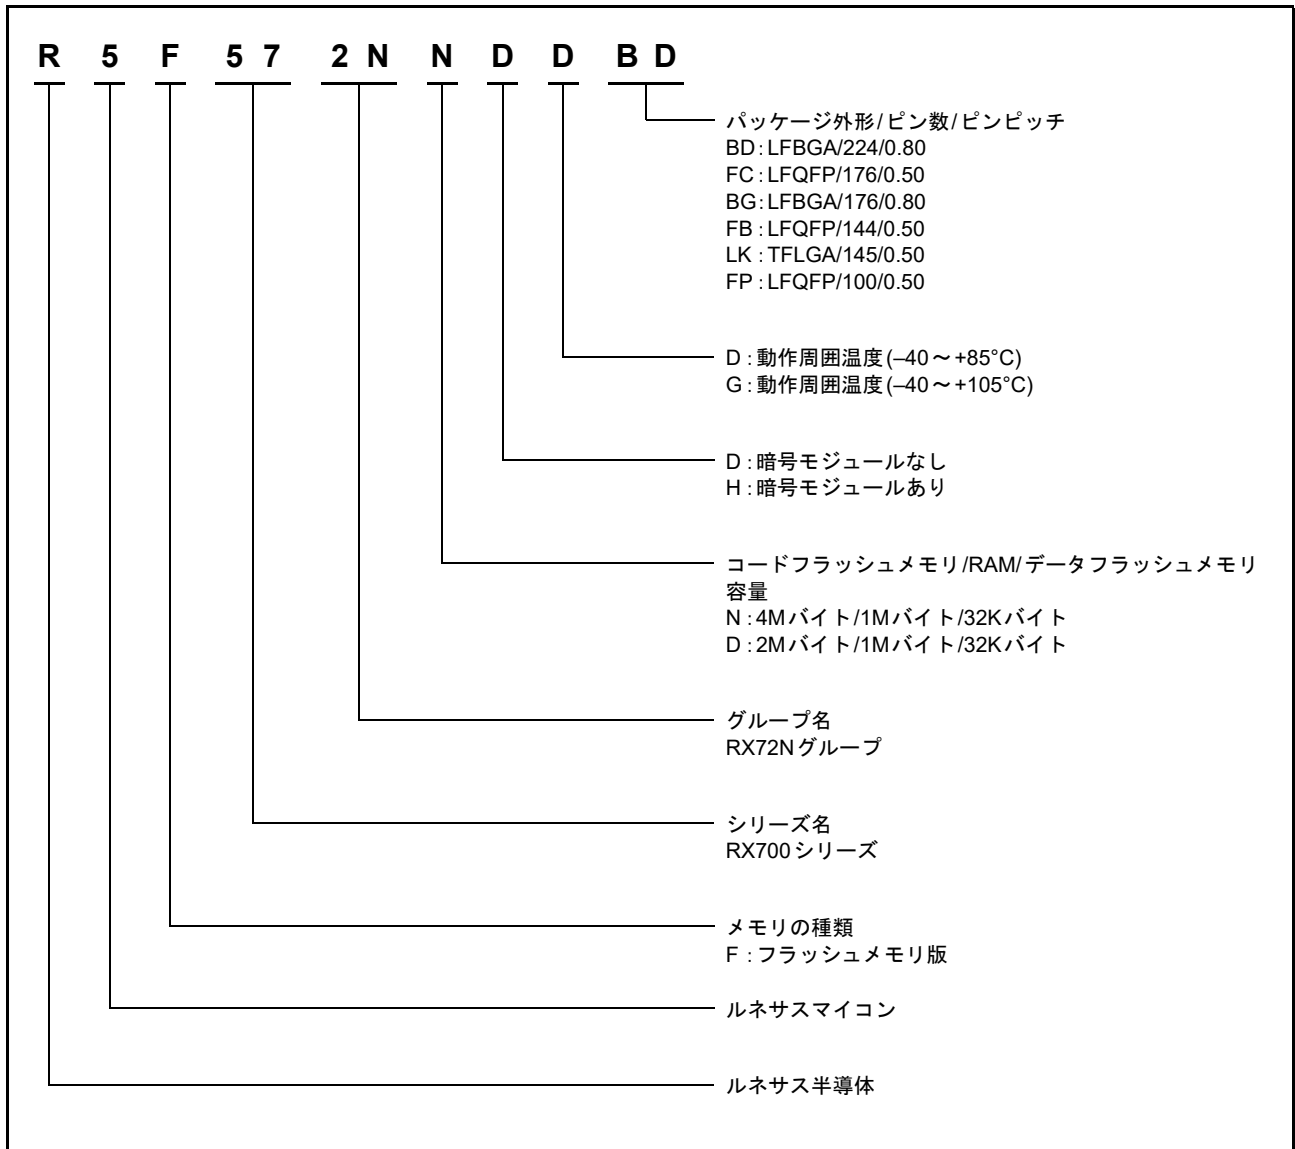 R 5 F 5 7 2 N N D D B D
パッケージ外形/ピン数/ピンピッチ
BD:LFBGA/224/0.80
FC:LFQFP/176/0.50
BG:LFBGA/176/0.80
FB:LFQFP/144/0.50
LK:TFLGA/145/0.50
FP:LFQFP/100/0.50
D:動作周囲温度(–40～+85°C)
G:動作周囲温度(–40～+105°C)
D:暗号モジュールなし
H:暗号モジュールあり
コードフラッシュメモリ/RAM/データフラッシュメモリ
容量
N:4Mバイト/1Mバイト/32Kバイト
D:2Mバイト/1Mバイト/32Kバイト
グループ名
RX72Nグループ
シリーズ名
RX700シリーズ
メモリの種類
F:フラッシュメモリ版
ルネサスマイコン
ルネサス半導体